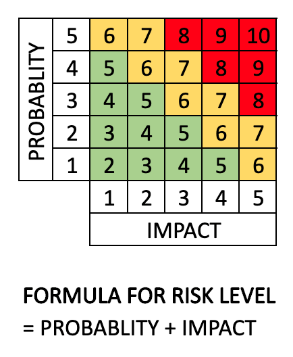 PROBABLITY
5 6 7 8 9 10
4 5 6 7 8 9
3 4 5 6 7 8
2 3 4 5 6 7
1 2 3 4 5 6
1 2 3 4 5
IMPACT
FORMULA FOR RISK LEVEL
= PROBABLITY + IMPACT